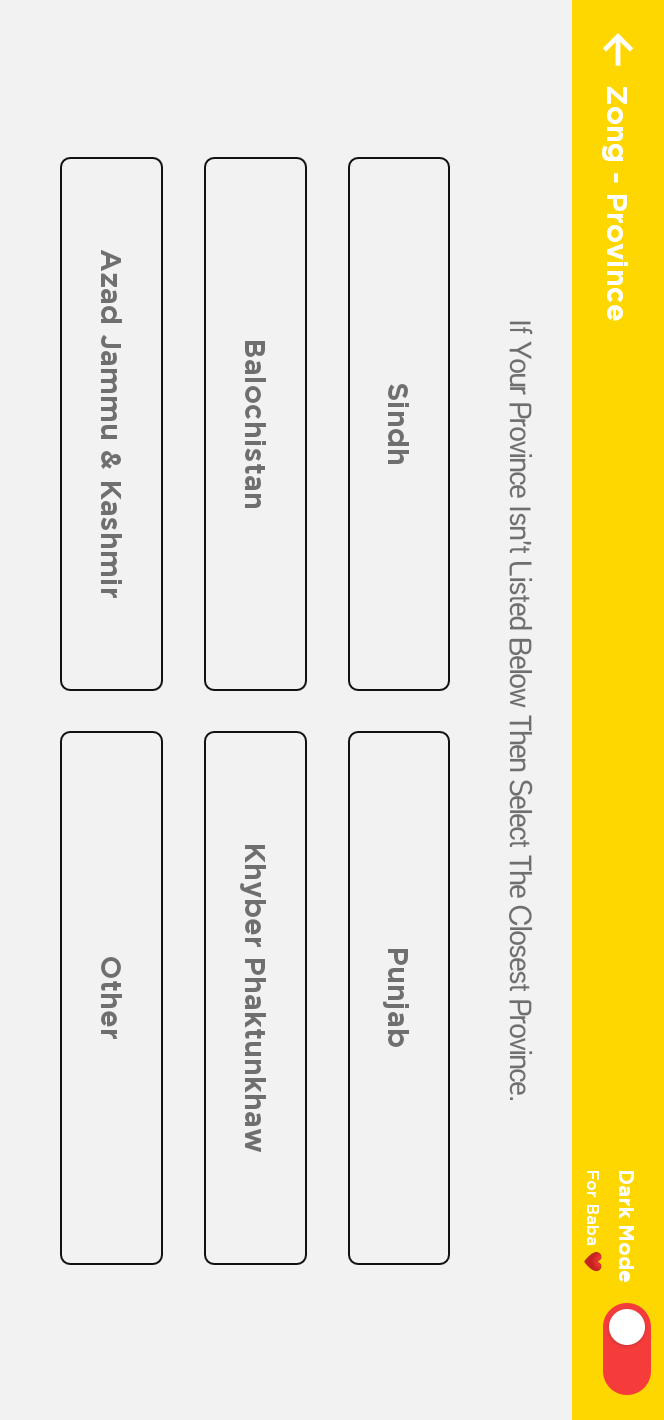 Zong - Province
Dark Mode
For Baba ❤️
If Your Province Isn't Listed Below Then Select The Closest Province.
Sindh
Punjab
Balochistan
Khyber Phaktunkhaw
Azad Jammu & Kashmir
Other